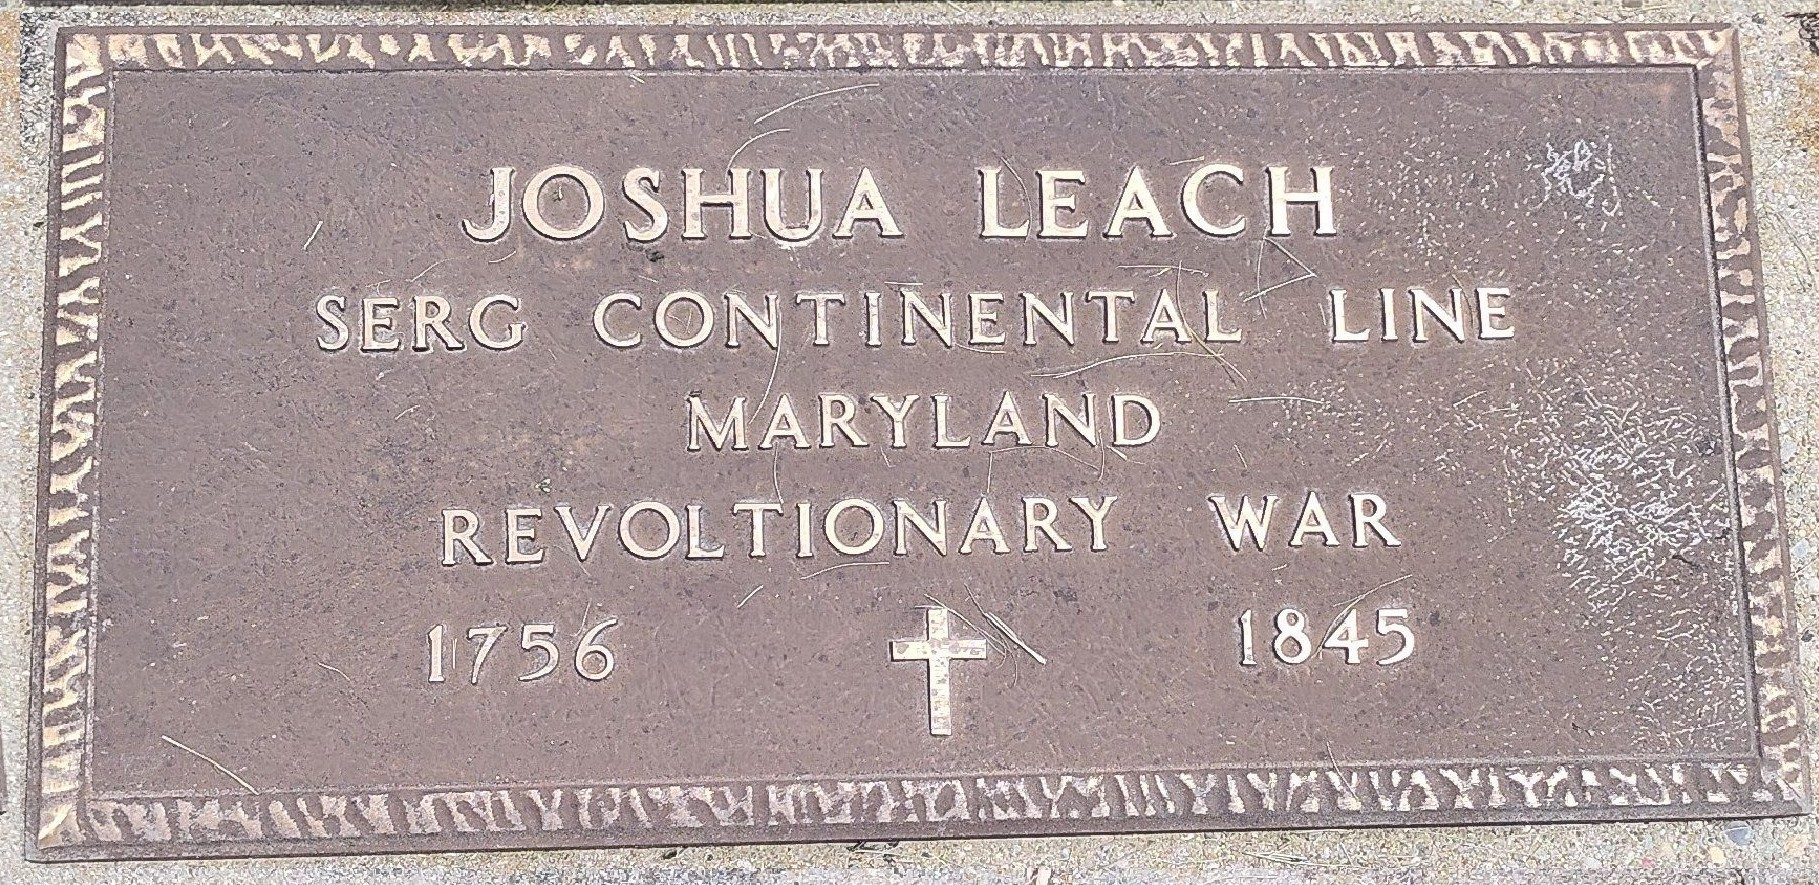 JOSHUA LEACH
SERG CONTINENTAL LINE
MARYLAND
REVOLTIONARY WAR
1756 1845